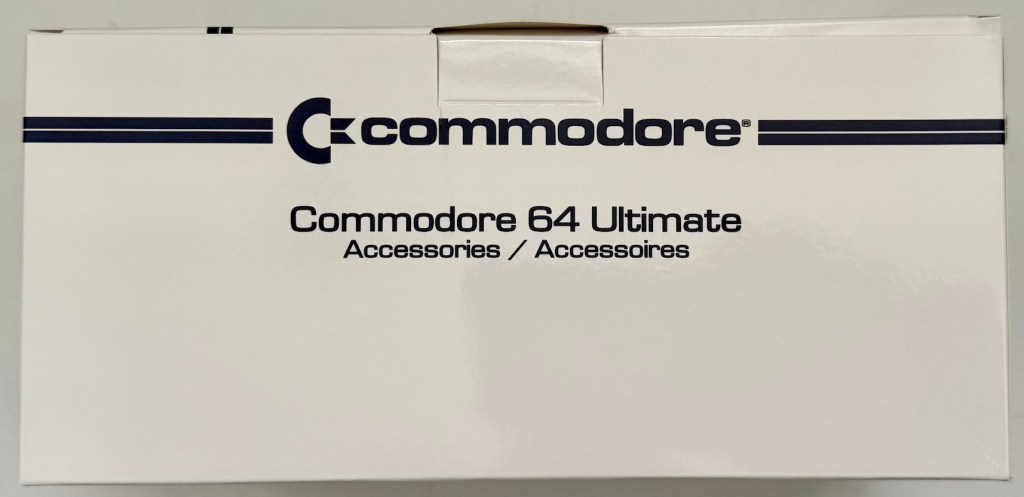 commodore®
Commodore 64 Ultimate
Accessories / Accessoires